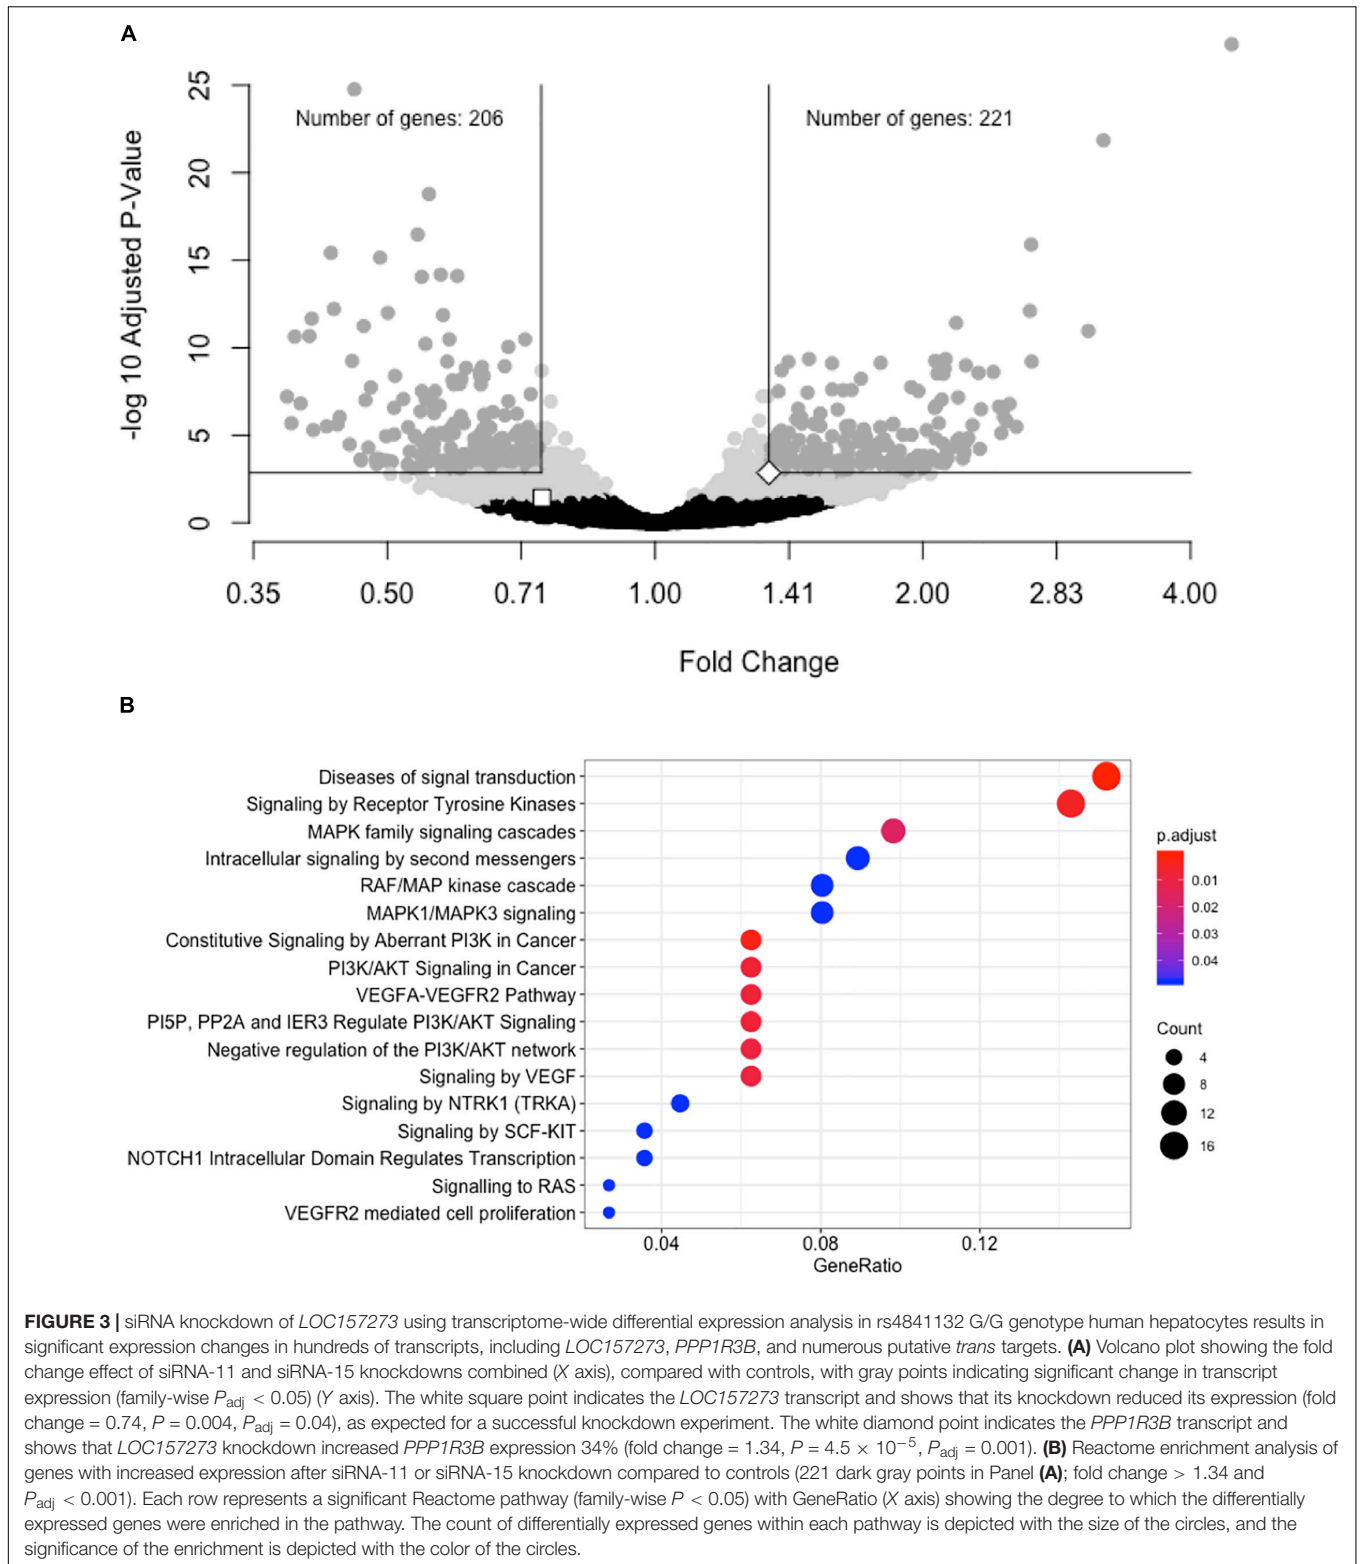 A
-log 10 Adjusted P-Value
25
20
15
10
5
0
Number of genes: 206
Number of genes: 221
0.35 0.50 0.71 1.00 1.41 2.00 2.83 4.00
Fold Change
B
Diseases of signal transduction
Signaling by Receptor Tyrosine Kinases
MAPK family signaling cascades
Intracellular signaling by second messengers
RAF/MAP kinase cascade
MAPK1/MAPK3 signaling
Constitutive Signaling by Aberrant PI3K in Cancer
PI3K/AKT Signaling in Cancer
VEGFA-VEGFR2 Pathway
PI5P, PP2A and IER3 Regulate PI3K/AKT Signaling
Negative regulation of the PI3K/AKT network
Signaling by VEGF
Signaling by NTRK1 (TRKA)
Signaling by SCF-KIT
NOTCH1 Intracellular Domain Regulates Transcription
Signalling to RAS
VEGFR2 mediated cell proliferation
0.04 0.08 0.12
GeneRatio
p.adjust
0.01
0.02
0.03
0.04
Count
4
8
12
16
FIGURE 3 | siRNA knockdown of LOC157273 using transcriptome-wide differential expression analysis in rs4841132 G/G genotype human hepatocytes results in
significant expression changes in hundreds of transcripts, including LOC157273, PPP1R3B, and numerous putative trans targets. (A) Volcano plot showing the fold
change effect of siRNA-11 and siRNA-15 knockdowns combined (X axis), compared with controls, with gray points indicating significant change in transcript
expression (family-wise Padj < 0.05) (Y axis). The white square point indicates the LOC157273 transcript and shows that its knockdown reduced its expression (fold
change = 0.74, P = 0.004, Padj = 0.04), as expected for a successful knockdown experiment. The white diamond point indicates the PPP1R3B transcript and
shows that LOC157273 knockdown increased PPP1R3B expression 34% (fold change = 1.34, P = 4.5 × 10⁻⁵, Padj = 0.001). (B) Reactome enrichment analysis of
genes with increased expression after siRNA-11 or siRNA-15 knockdown compared to controls (221 dark gray points in Panel (A); fold change > 1.34 and
Padj < 0.001). Each row represents a significant Reactome pathway (family-wise P < 0.05) with GeneRatio (X axis) showing the degree to which the differentially
expressed genes were enriched in the pathway. The count of differentially expressed genes within each pathway is depicted with the size of the circles, and the
significance of the enrichment is depicted with the color of the circles.